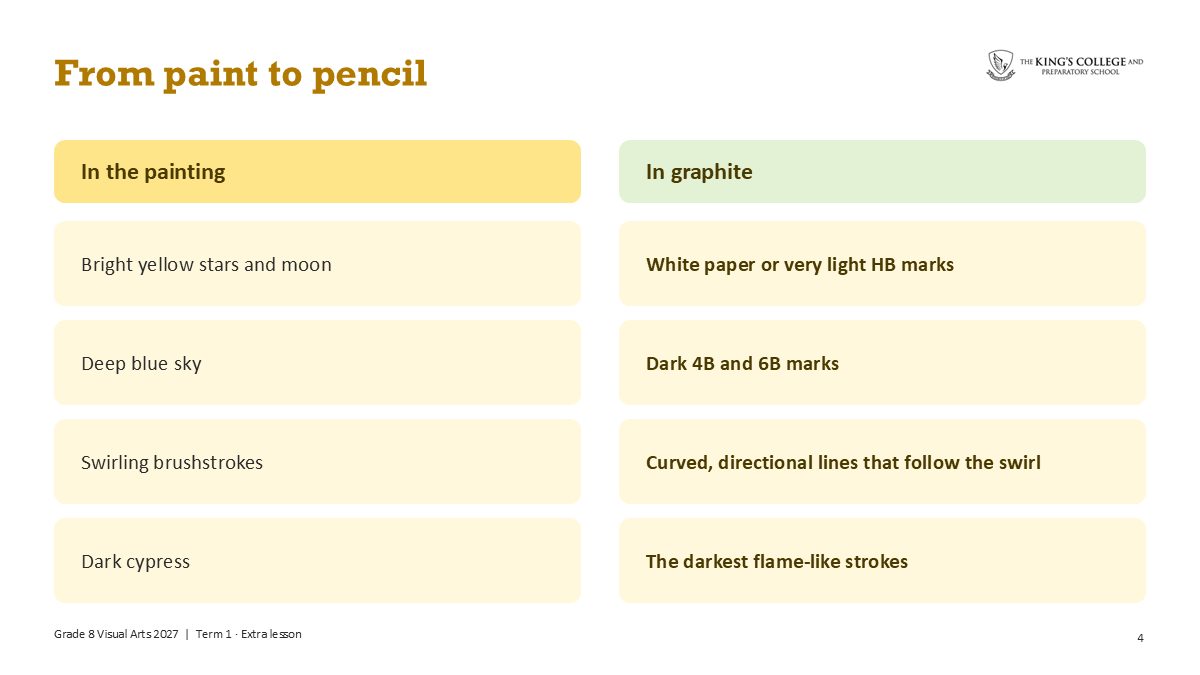 From paint to pencil
THE KING'S COLLEGE AND
PREPARATORY SCHOOL
In the painting
In graphite
Bright yellow stars and moon
White paper or very light HB marks
Deep blue sky
Dark 4B and 6B marks
Swirling brushstrokes
Curved, directional lines that follow the swirl
Dark cypress
The darkest flame-like strokes
Grade 8 Visual Arts 2027 | Term 1 · Extra lesson
4